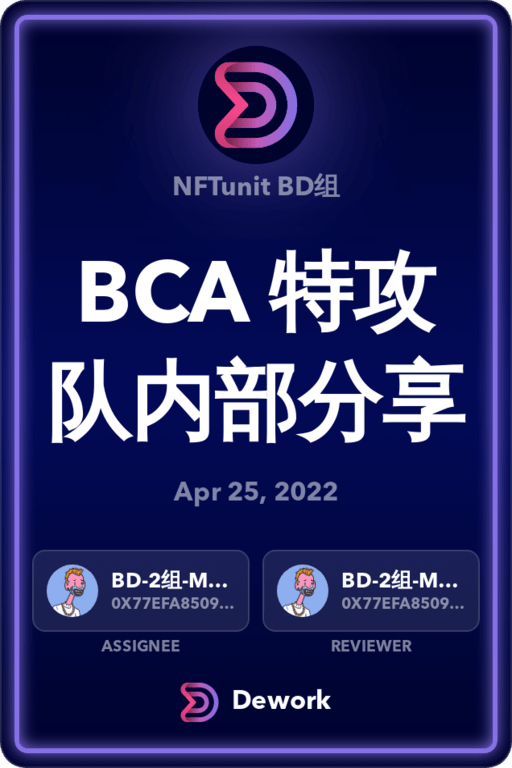 NFTunit BD组
BCA 特攻
队内部分享
Apr 25, 2022
BD-2组-M...
0X77EFA8509...
BD-2组-M...
0X77EFA8509...
ASSIGNEE
REVIEWER
Dework